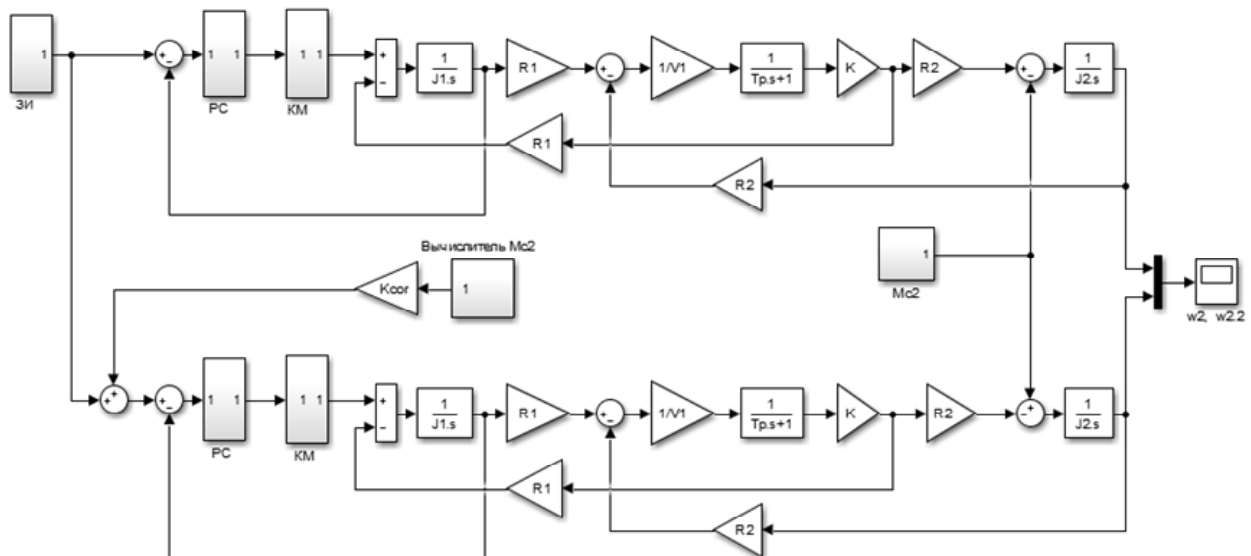 1
ЗИ
+
−
1 1
РС
1 1
КМ
+
−
1
J1.s
R1
+
−
1/V1
1
Tp.s+1
K
R2
+
−
1
J2.s
R1
R2
Вычислитель Мс2
1
Kcor
1
Мс2
w2, w2.2
+
+
+
−
1 1
РС
1 1
КМ
+
−
1
J1.s
R1
+
−
1/V1
1
Tp.s+1
K
R2
−
+
1
J2.s
R1
R2